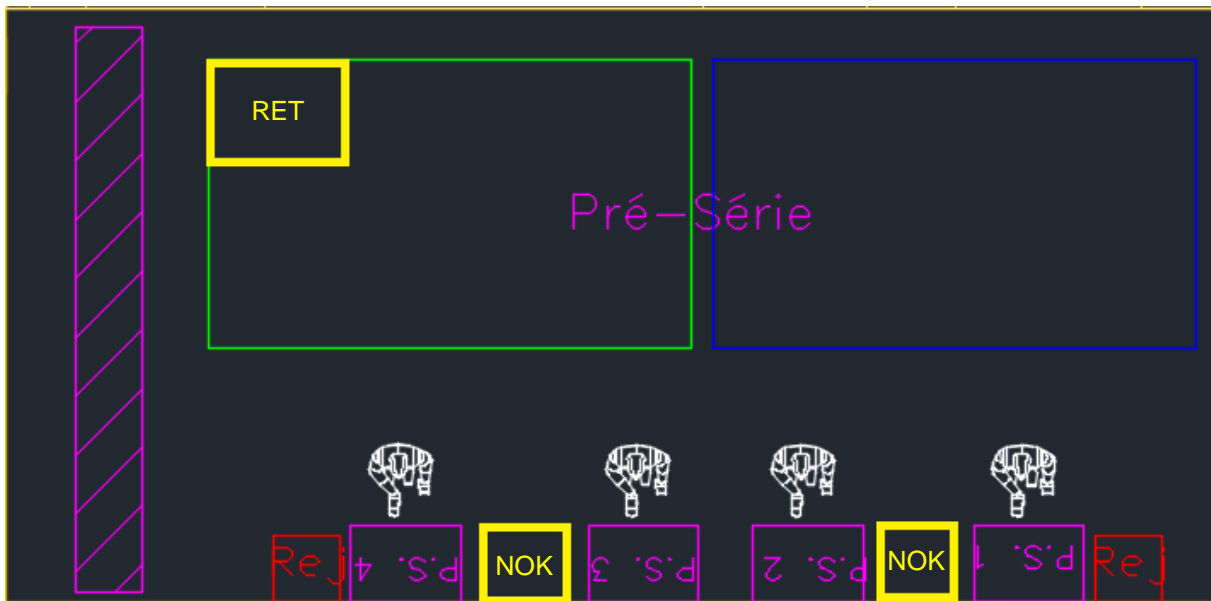 RET
Pré-Série
Rej
P.S. 4
NOK
P.S. 3
P.S. 2
NOK
P.S. 1
Rej